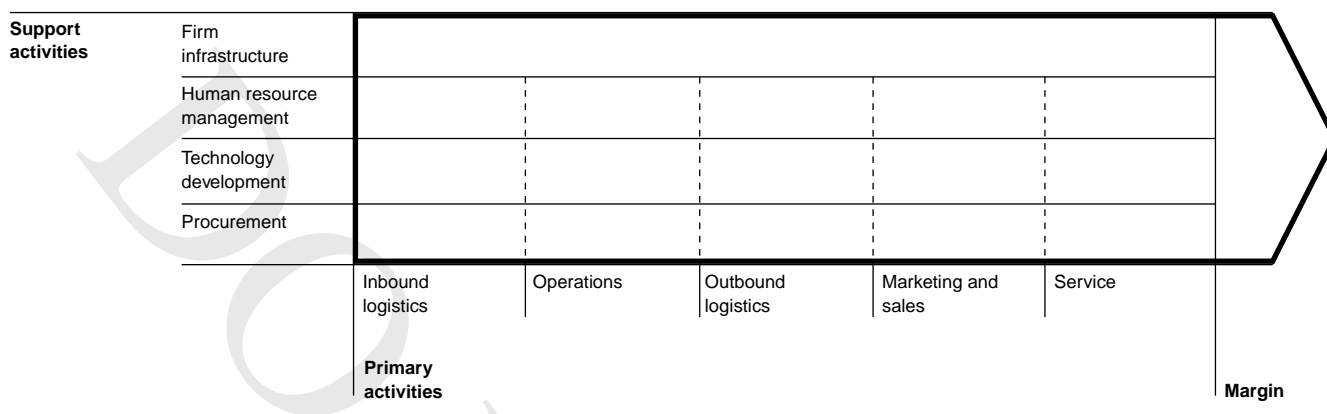 Support
activities
Firm
infrastructure
Human resource
management
Technology
development
Procurement
Inbound
logistics
Operations
Outbound
logistics
Marketing and
sales
Service
Primary
activities
Margin
DO